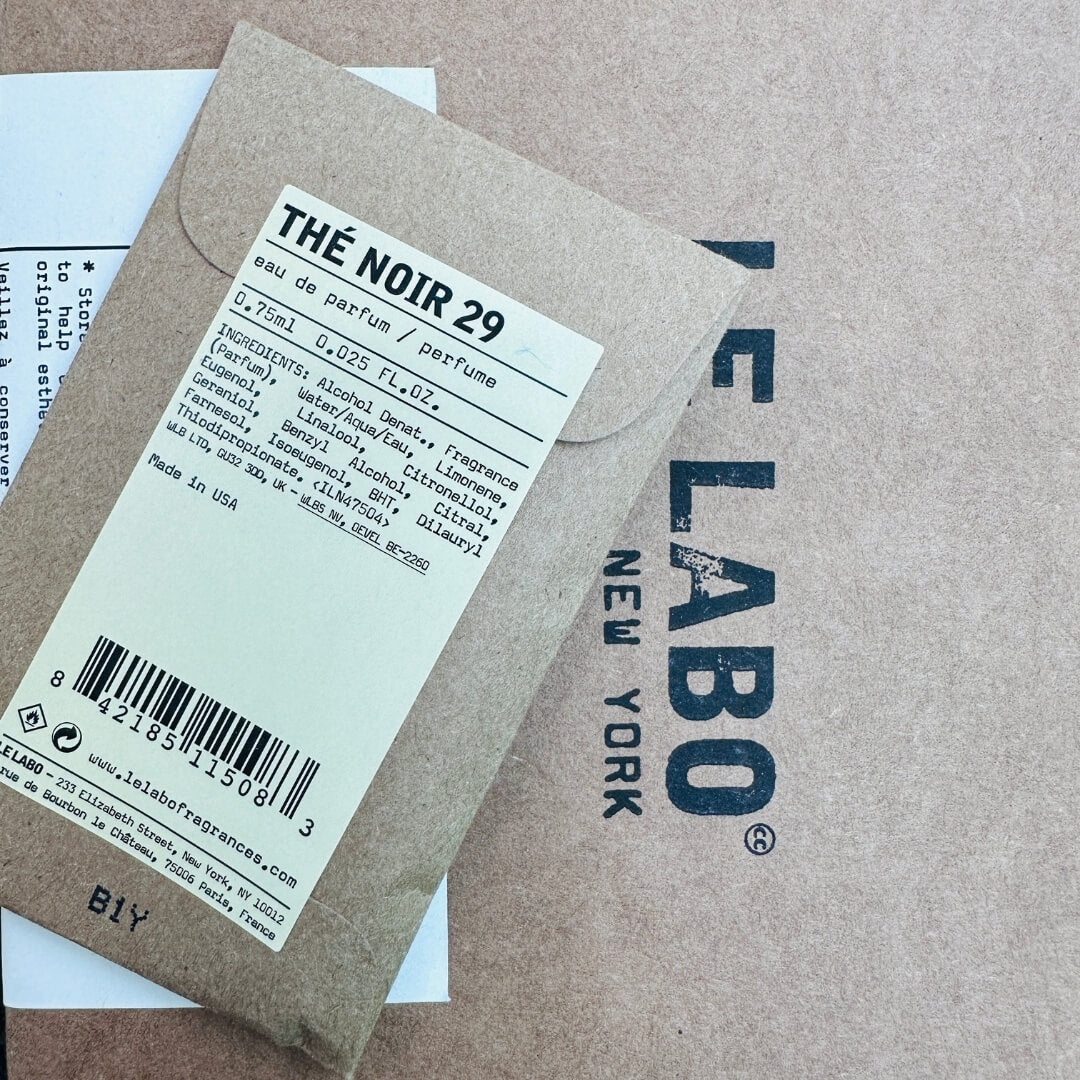 THÉ NOIR 29
eau de parfum / perfume
0.75ml 0.025 FL.OZ.
INGREDIENTS: Alcohol Denat., Fragrance
(Parfum), Water/Aqua/Eau, Limonene,
Eugenol, Linalool, Citronellol,
Geraniol, Benzyl Alcohol, Citral,
Farnesol, Isoeugenol, BHT, Dilauryl
Thiodipropionate. <ILN47504>
WLB LTD, GU32 3QD, UK - WLBS NV, DEVEL BE-2260
Made in USA
8 42185 11508 3
www.lelabofragrances.com
LELABO - 233 Elizabeth Street, New York, NY 10012
rue de Bourbon le Château, 75006 Paris, France
B1Y
LE LABO
NEW YORK
cc
* Store
to help
original esthe
Veillez à conserver